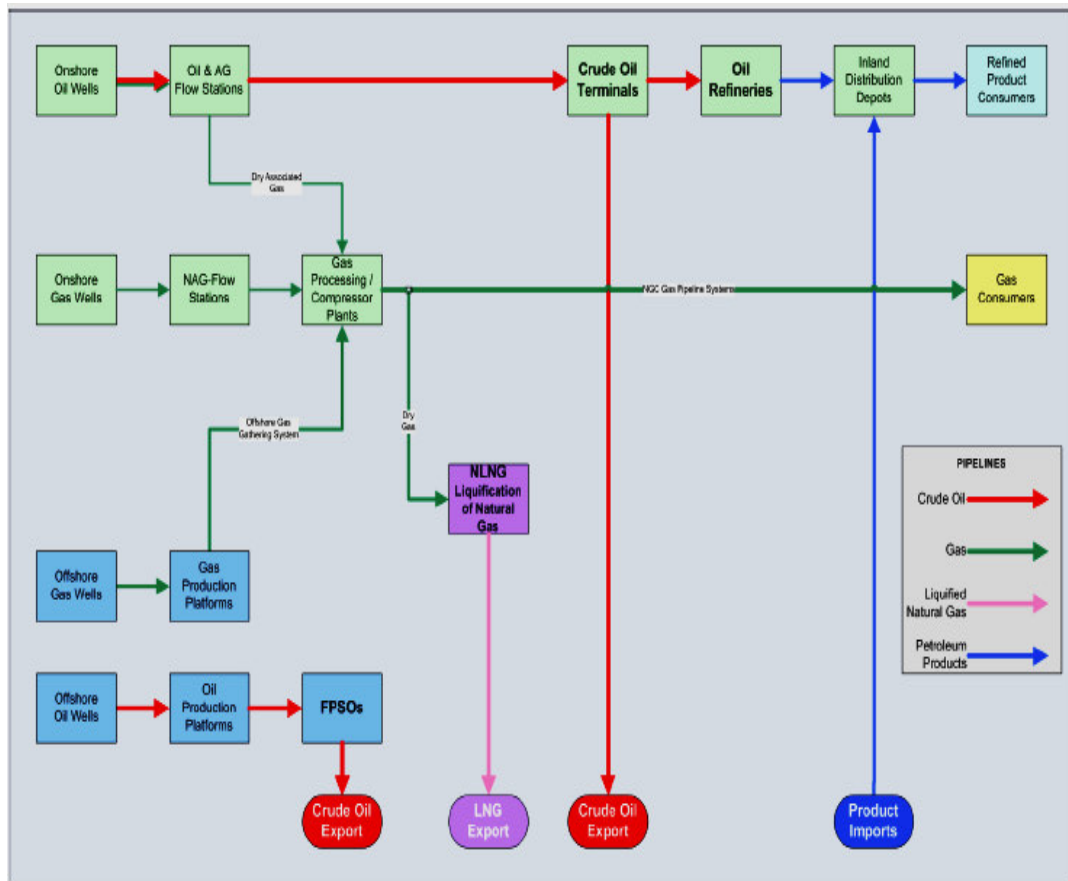 Onshore
Oil Wells
Oil & AG
Flow Stations
Crude Oil
Terminals
Oil
Refineries
Inland
Distribution
Depots
Refined
Product
Consumers
Dry Associated
Gas
Onshore
Gas Wells
NAG-Flow
Stations
Gas
Processing /
Compressor
Plants
NGC Gas Pipeline Systems
Gas
Consumers
Offshore Gas
Gathering System
Dry
Gas
NLNG
Liquification
of Natural
Gas
PIPELINES
Crude Oil
Gas
Liquified
Natural Gas
Petroleum
Products
Offshore
Gas Wells
Gas
Production
Platforms
Offshore
Oil Wells
Oil
Production
Platforms
FPSOs
Crude Oil
Export
LNG
Export
Crude Oil
Export
Product
Imports